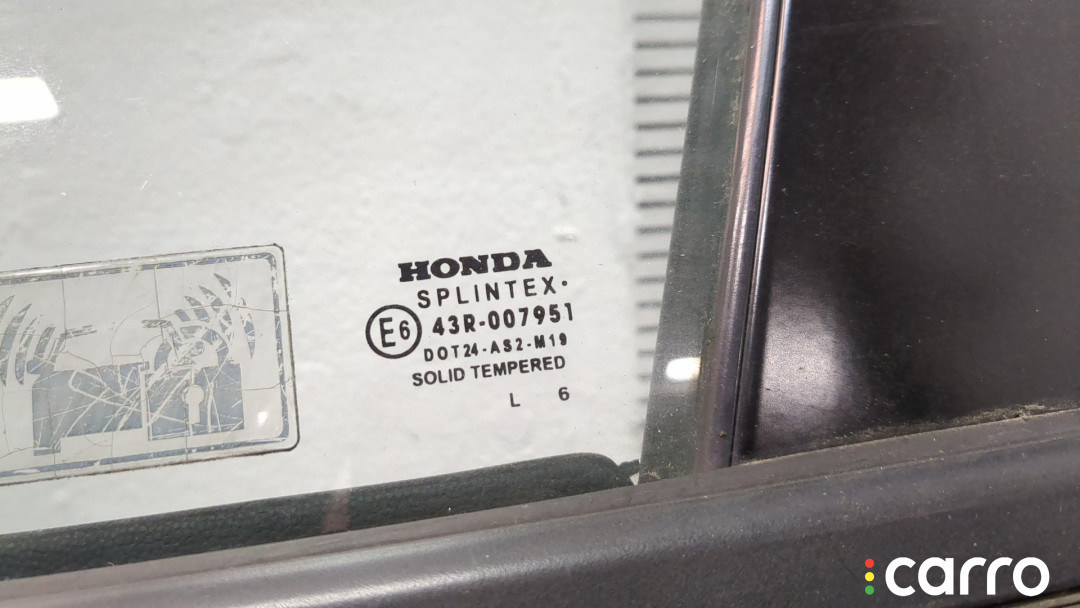 HONDA
SPLINTEX.
E6 43R-007951
DOT24-AS2-M19
SOLID TEMPERED
L 6
carro